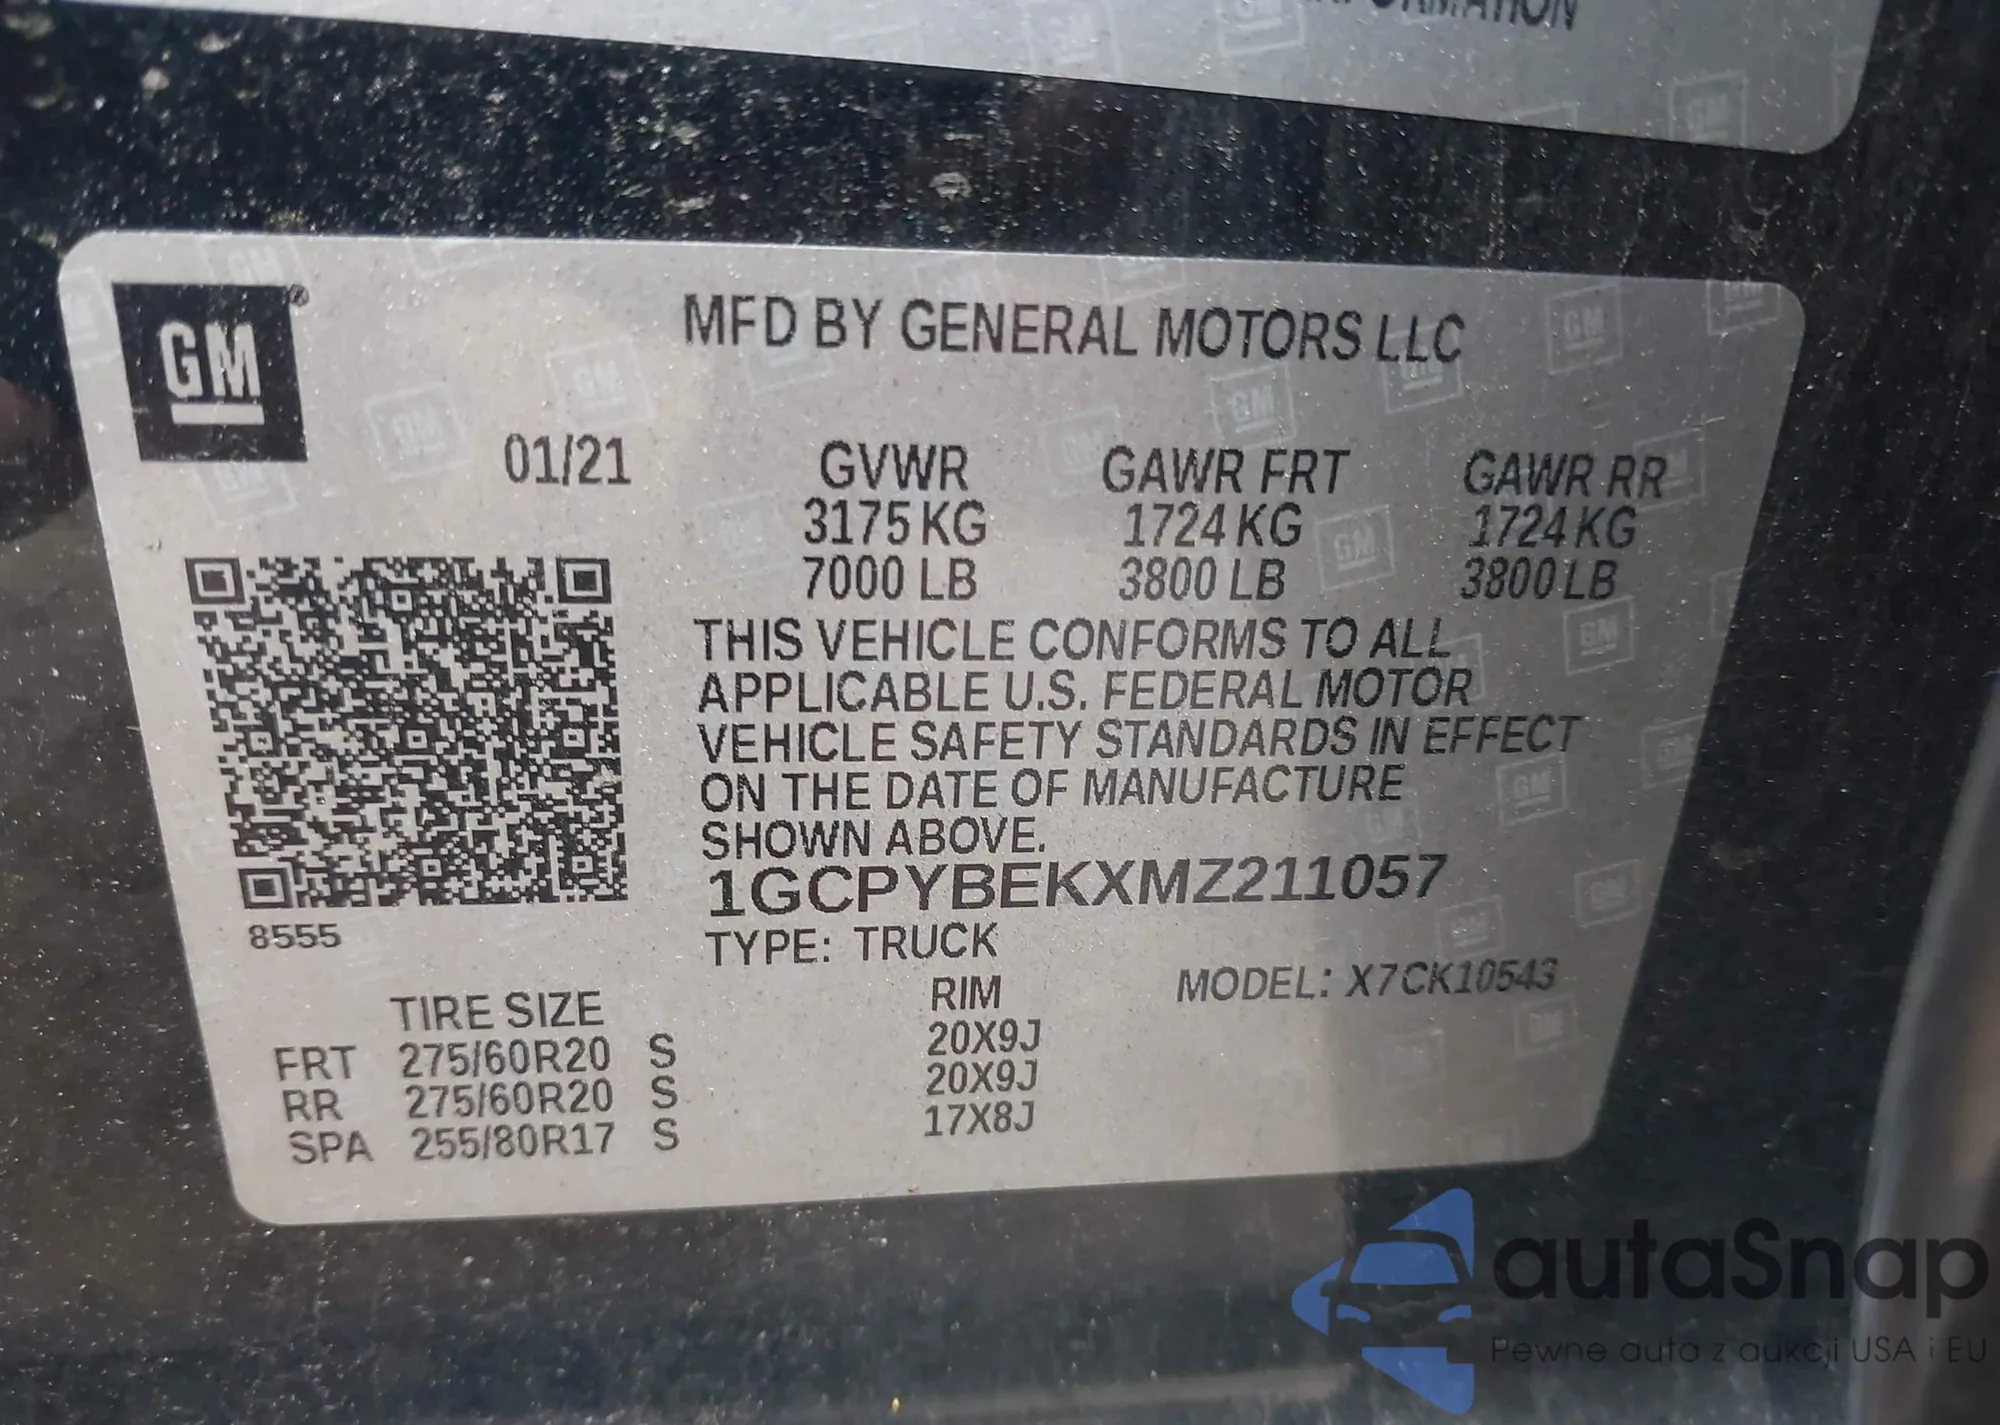 GM
MFD BY GENERAL MOTORS LLC
01/21
GVWR GAWR FRT GAWR RR
3175 KG 1724 KG 1724 KG
7000 LB 3800 LB 3800 LB
THIS VEHICLE CONFORMS TO ALL
APPLICABLE U.S. FEDERAL MOTOR
VEHICLE SAFETY STANDARDS IN EFFECT
ON THE DATE OF MANUFACTURE
SHOWN ABOVE.
1GCPYBEKXMZ211057
8555
TYPE: TRUCK
MODEL: X7CK10543
TIRE SIZE RIM
FRT 275/60R20 S 20X9J
RR 275/60R20 S 20X9J
SPA 255/80R17 S 17X8J
autaSnap
Pewne auto z aukcji USA i EU